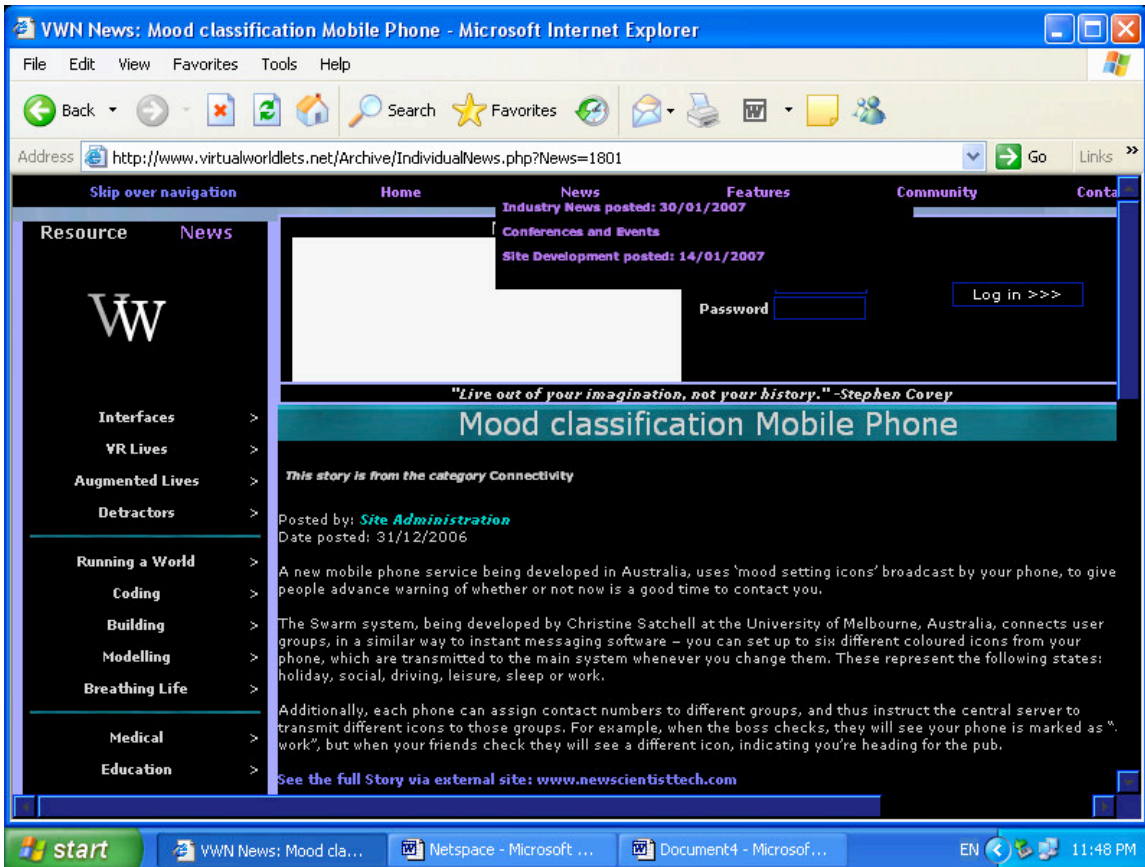 VWN News: Mood classification Mobile Phone - Microsoft Internet Explorer
File Edit View Favorites Tools Help
Back Search Favorites
Address http://www.virtualworldlets.net/Archive/IndividualNews.php?News=1801 Go Links »
Skip over navigation Home News Features Community Conta
Industry News posted: 30/01/2007
Conferences and Events
Site Development posted: 14/01/2007
Resource News
VW
Password Log in >>>
"Live out of your imagination, not your history." -Stephen Covey
Mood classification Mobile Phone
Interfaces >
VR Lives >
Augmented Lives >
Detractors >
Running a World >
Coding >
Building >
Modelling >
Breathing Life >
Medical >
Education >
This story is from the category Connectivity
Posted by: Site Administration
Date posted: 31/12/2006
A new mobile phone service being developed in Australia, uses 'mood setting icons' broadcast by your phone, to give
people advance warning of whether or not now is a good time to contact you.
The Swarm system, being developed by Christine Satchell at the University of Melbourne, Australia, connects user
groups, in a similar way to instant messaging software – you can set up to six different coloured icons from your
phone, which are transmitted to the main system whenever you change them. These represent the following states:
holiday, social, driving, leisure, sleep or work.
Additionally, each phone can assign contact numbers to different groups, and thus instruct the central server to
transmit different icons to those groups. For example, when the boss checks, they will see your phone is marked as "
work", but when your friends check they will see a different icon, indicating you're heading for the pub.
See the full Story via external site: www.newscientisttech.com
start VWN News: Mood cla... Netspace - Microsoft ... Document4 - Microsof... EN 11:48 PM